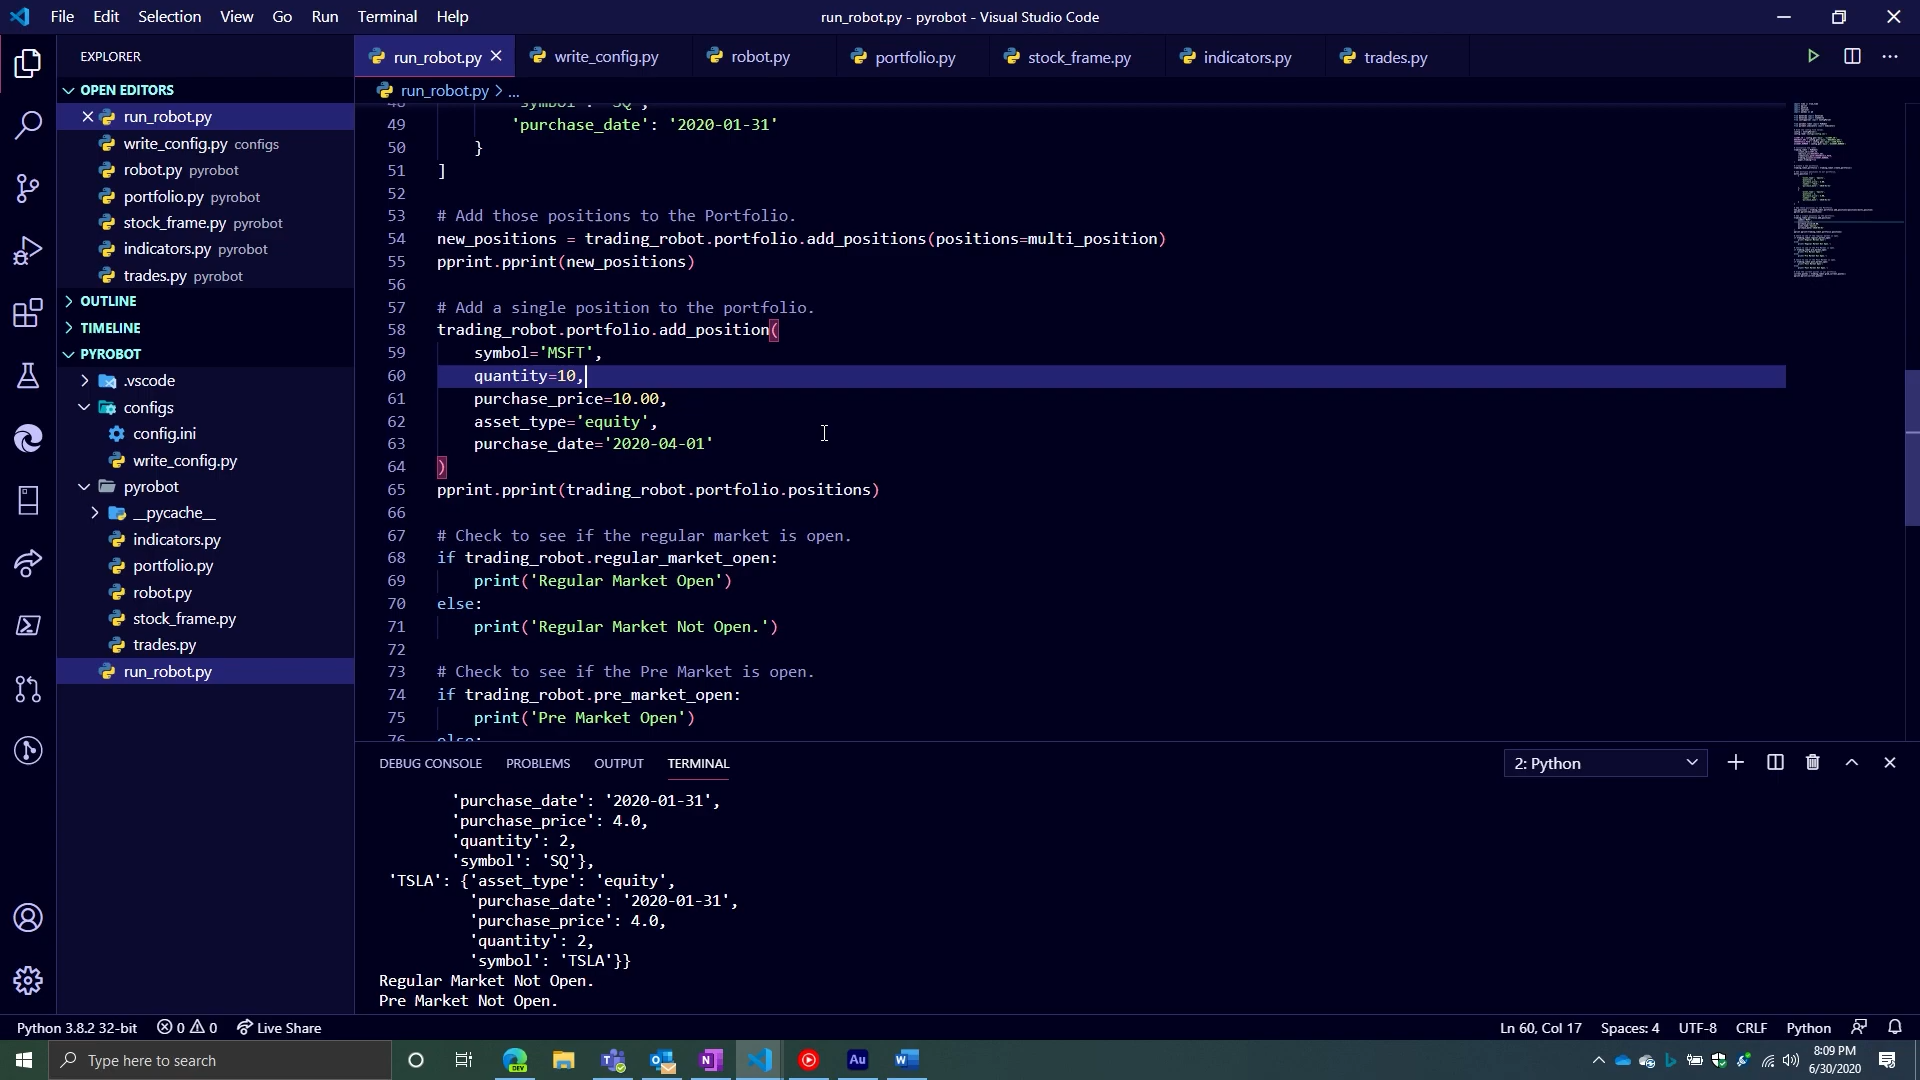 File Edit Selection View Go Run Terminal Help
run_robot.py - pyrobot - Visual Studio Code
EXPLORER
OPEN EDITORS
run_robot.py
write_config.py configs
robot.py pyrobot
portfolio.py pyrobot
stock_frame.py pyrobot
indicators.py pyrobot
trades.py pyrobot
OUTLINE
TIMELINE
PYROBOT
.vscode
configs
config.ini
write_config.py
pyrobot
__pycache__
indicators.py
portfolio.py
robot.py
stock_frame.py
trades.py
run_robot.py
run_robot.py write_config.py robot.py portfolio.py stock_frame.py indicators.py trades.py
run_robot.py > ...
48 'symbol': 'SQ',
49 'purchase_date': '2020-01-31'
50 }
51 ]
52
53 # Add those positions to the Portfolio.
54 new_positions = trading_robot.portfolio.add_positions(positions=multi_position)
55 pprint.pprint(new_positions)
56
57 # Add a single position to the portfolio.
58 trading_robot.portfolio.add_position(
59 symbol='MSFT',
60 quantity=10,
61 purchase_price=10.00,
62 asset_type='equity',
63 purchase_date='2020-04-01'
64 )
65 pprint.pprint(trading_robot.portfolio.positions)
66
67 # Check to see if the regular market is open.
68 if trading_robot.regular_market_open:
69 print('Regular Market Open')
70 else:
71 print('Regular Market Not Open.')
72
73 # Check to see if the Pre Market is open.
74 if trading_robot.pre_market_open:
75 print('Pre Market Open')
76 else:
DEBUG CONSOLE PROBLEMS OUTPUT TERMINAL
2: Python
'purchase_date': '2020-01-31',
'purchase_price': 4.0,
'quantity': 2,
'symbol': 'SQ'},
'TSLA': {'asset_type': 'equity',
'purchase_date': '2020-01-31',
'purchase_price': 4.0,
'quantity': 2,
'symbol': 'TSLA'}}
Regular Market Not Open.
Pre Market Not Open.
Python 3.8.2 32-bit 0 0 Live Share
Ln 60, Col 17 Spaces: 4 UTF-8 CRLF Python
Type here to search
DEV
Au
8:09 PM
6/30/2020